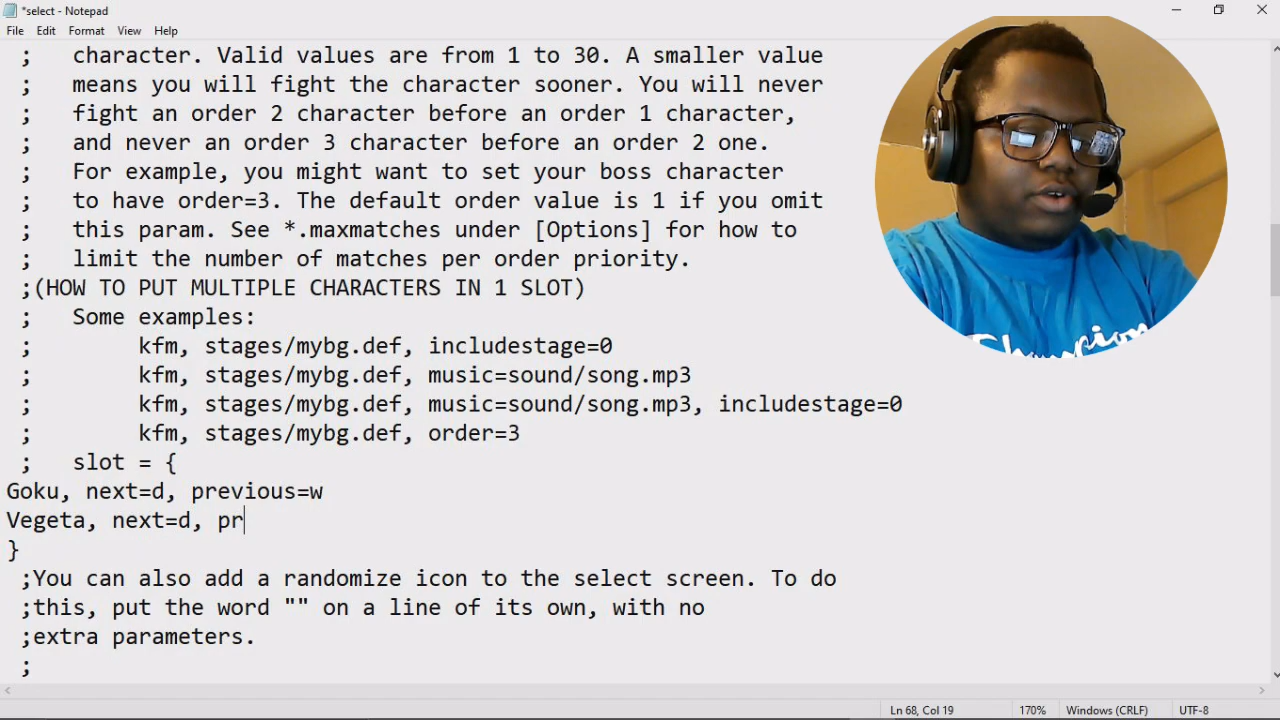 *select - Notepad
File Edit Format View Help
; character. Valid values are from 1 to 30. A smaller value
; means you will fight the character sooner. You will never
; fight an order 2 character before an order 1 character,
; and never an order 3 character before an order 2 one.
; For example, you might want to set your boss character
; to have order=3. The default order value is 1 if you omit
; this param. See *.maxmatches under [Options] for how to
; limit the number of matches per order priority.
;(HOW TO PUT MULTIPLE CHARACTERS IN 1 SLOT)
; Some examples:
; kfm, stages/mybg.def, includestage=0
; kfm, stages/mybg.def, music=sound/song.mp3
; kfm, stages/mybg.def, music=sound/song.mp3, includestage=0
; kfm, stages/mybg.def, order=3
; slot = {
Goku, next=d, previous=w
Vegeta, next=d, pr
}
;You can also add a randomize icon to the select screen. To do
;this, put the word "" on a line of its own, with no
;extra parameters.
;
Champion
Ln 68, Col 19 170% Windows (CRLF) UTF-8